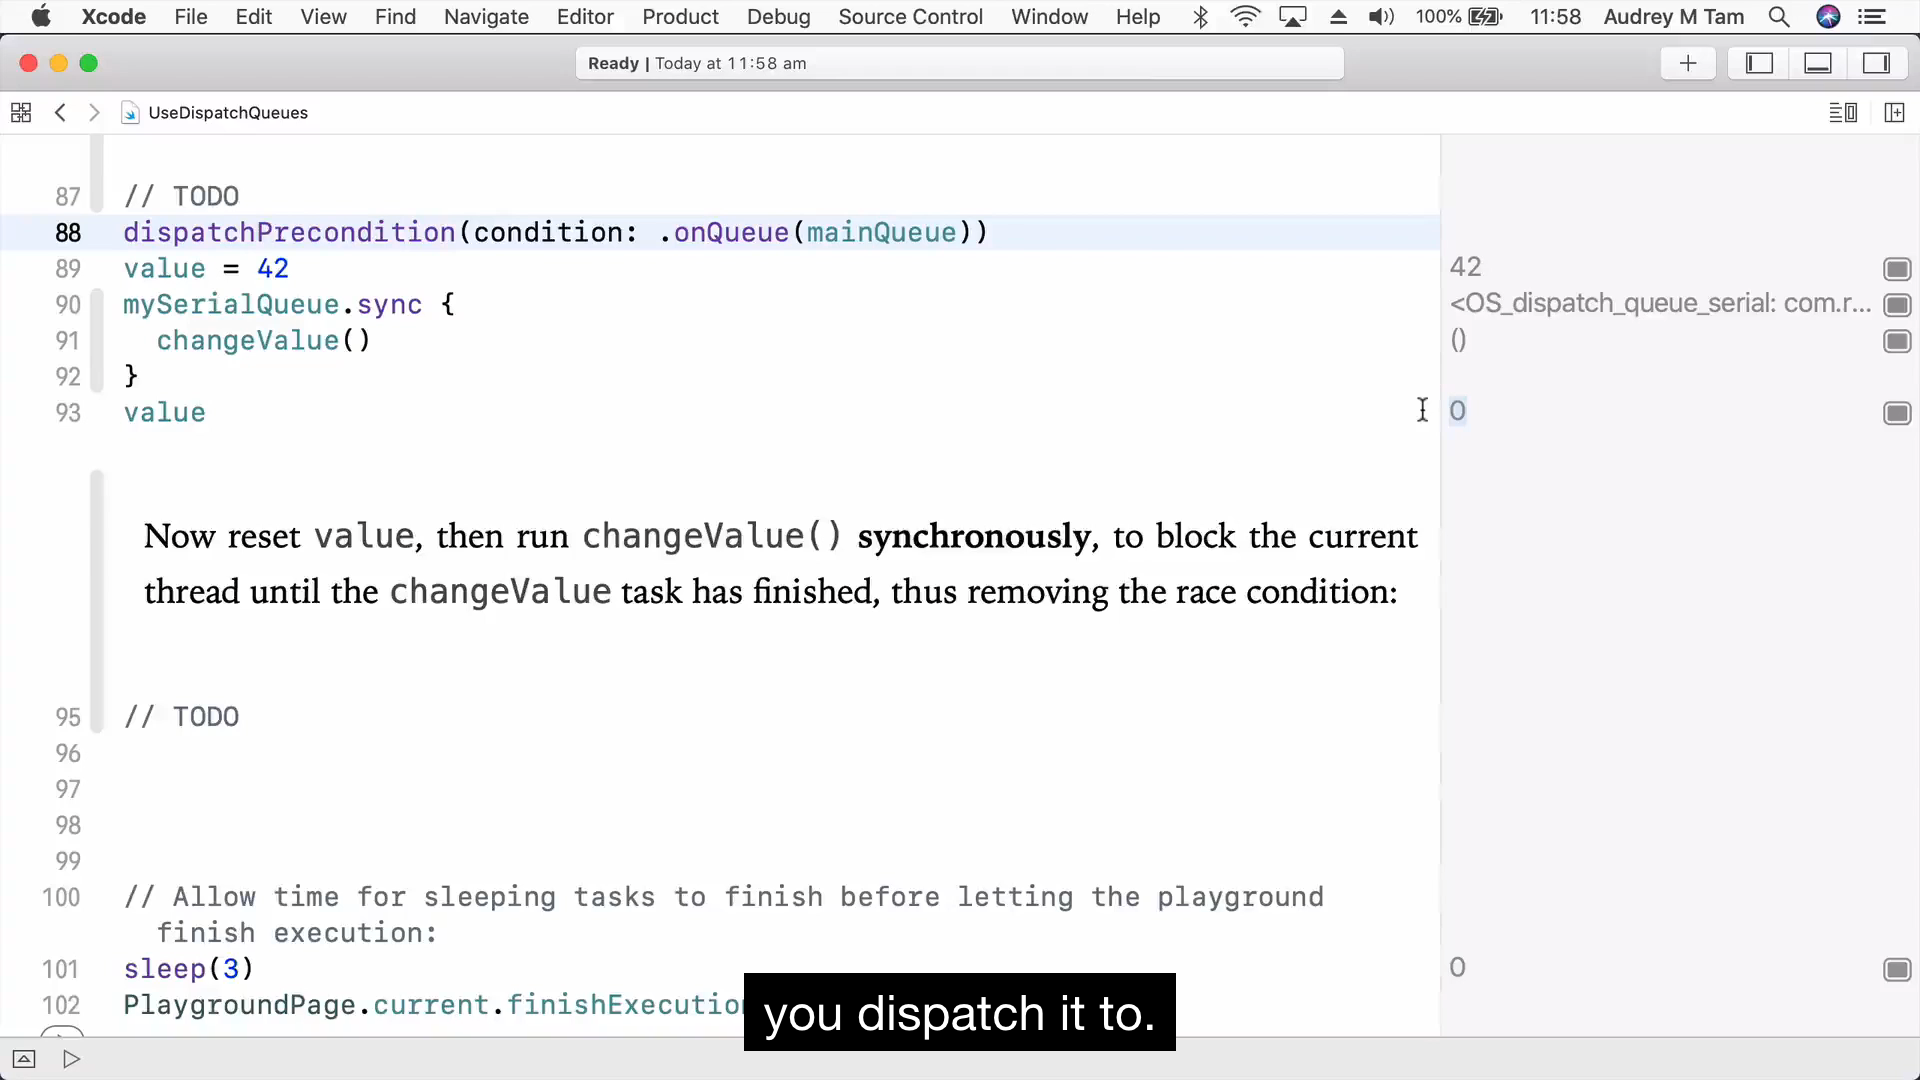 Xcode File Edit View Find Navigate Editor Product Debug Source Control Window Help 100% 11:58 Audrey M Tam
Ready | Today at 11:58 am
UseDispatchQueues
87 // TODO
88 dispatchPrecondition(condition: .onQueue(mainQueue))
89 value = 42 42
90 mySerialQueue.sync { <OS_dispatch_queue_serial: com.r...
91 changeValue() ()
92 }
93 value 0
Now reset value, then run changeValue() synchronously, to block the current
thread until the changeValue task has finished, thus removing the race condition:
95 // TODO
96
97
98
99
100 // Allow time for sleeping tasks to finish before letting the playground
finish execution:
101 sleep(3) 0
102 PlaygroundPage.current.finishExecutio
you dispatch it to.